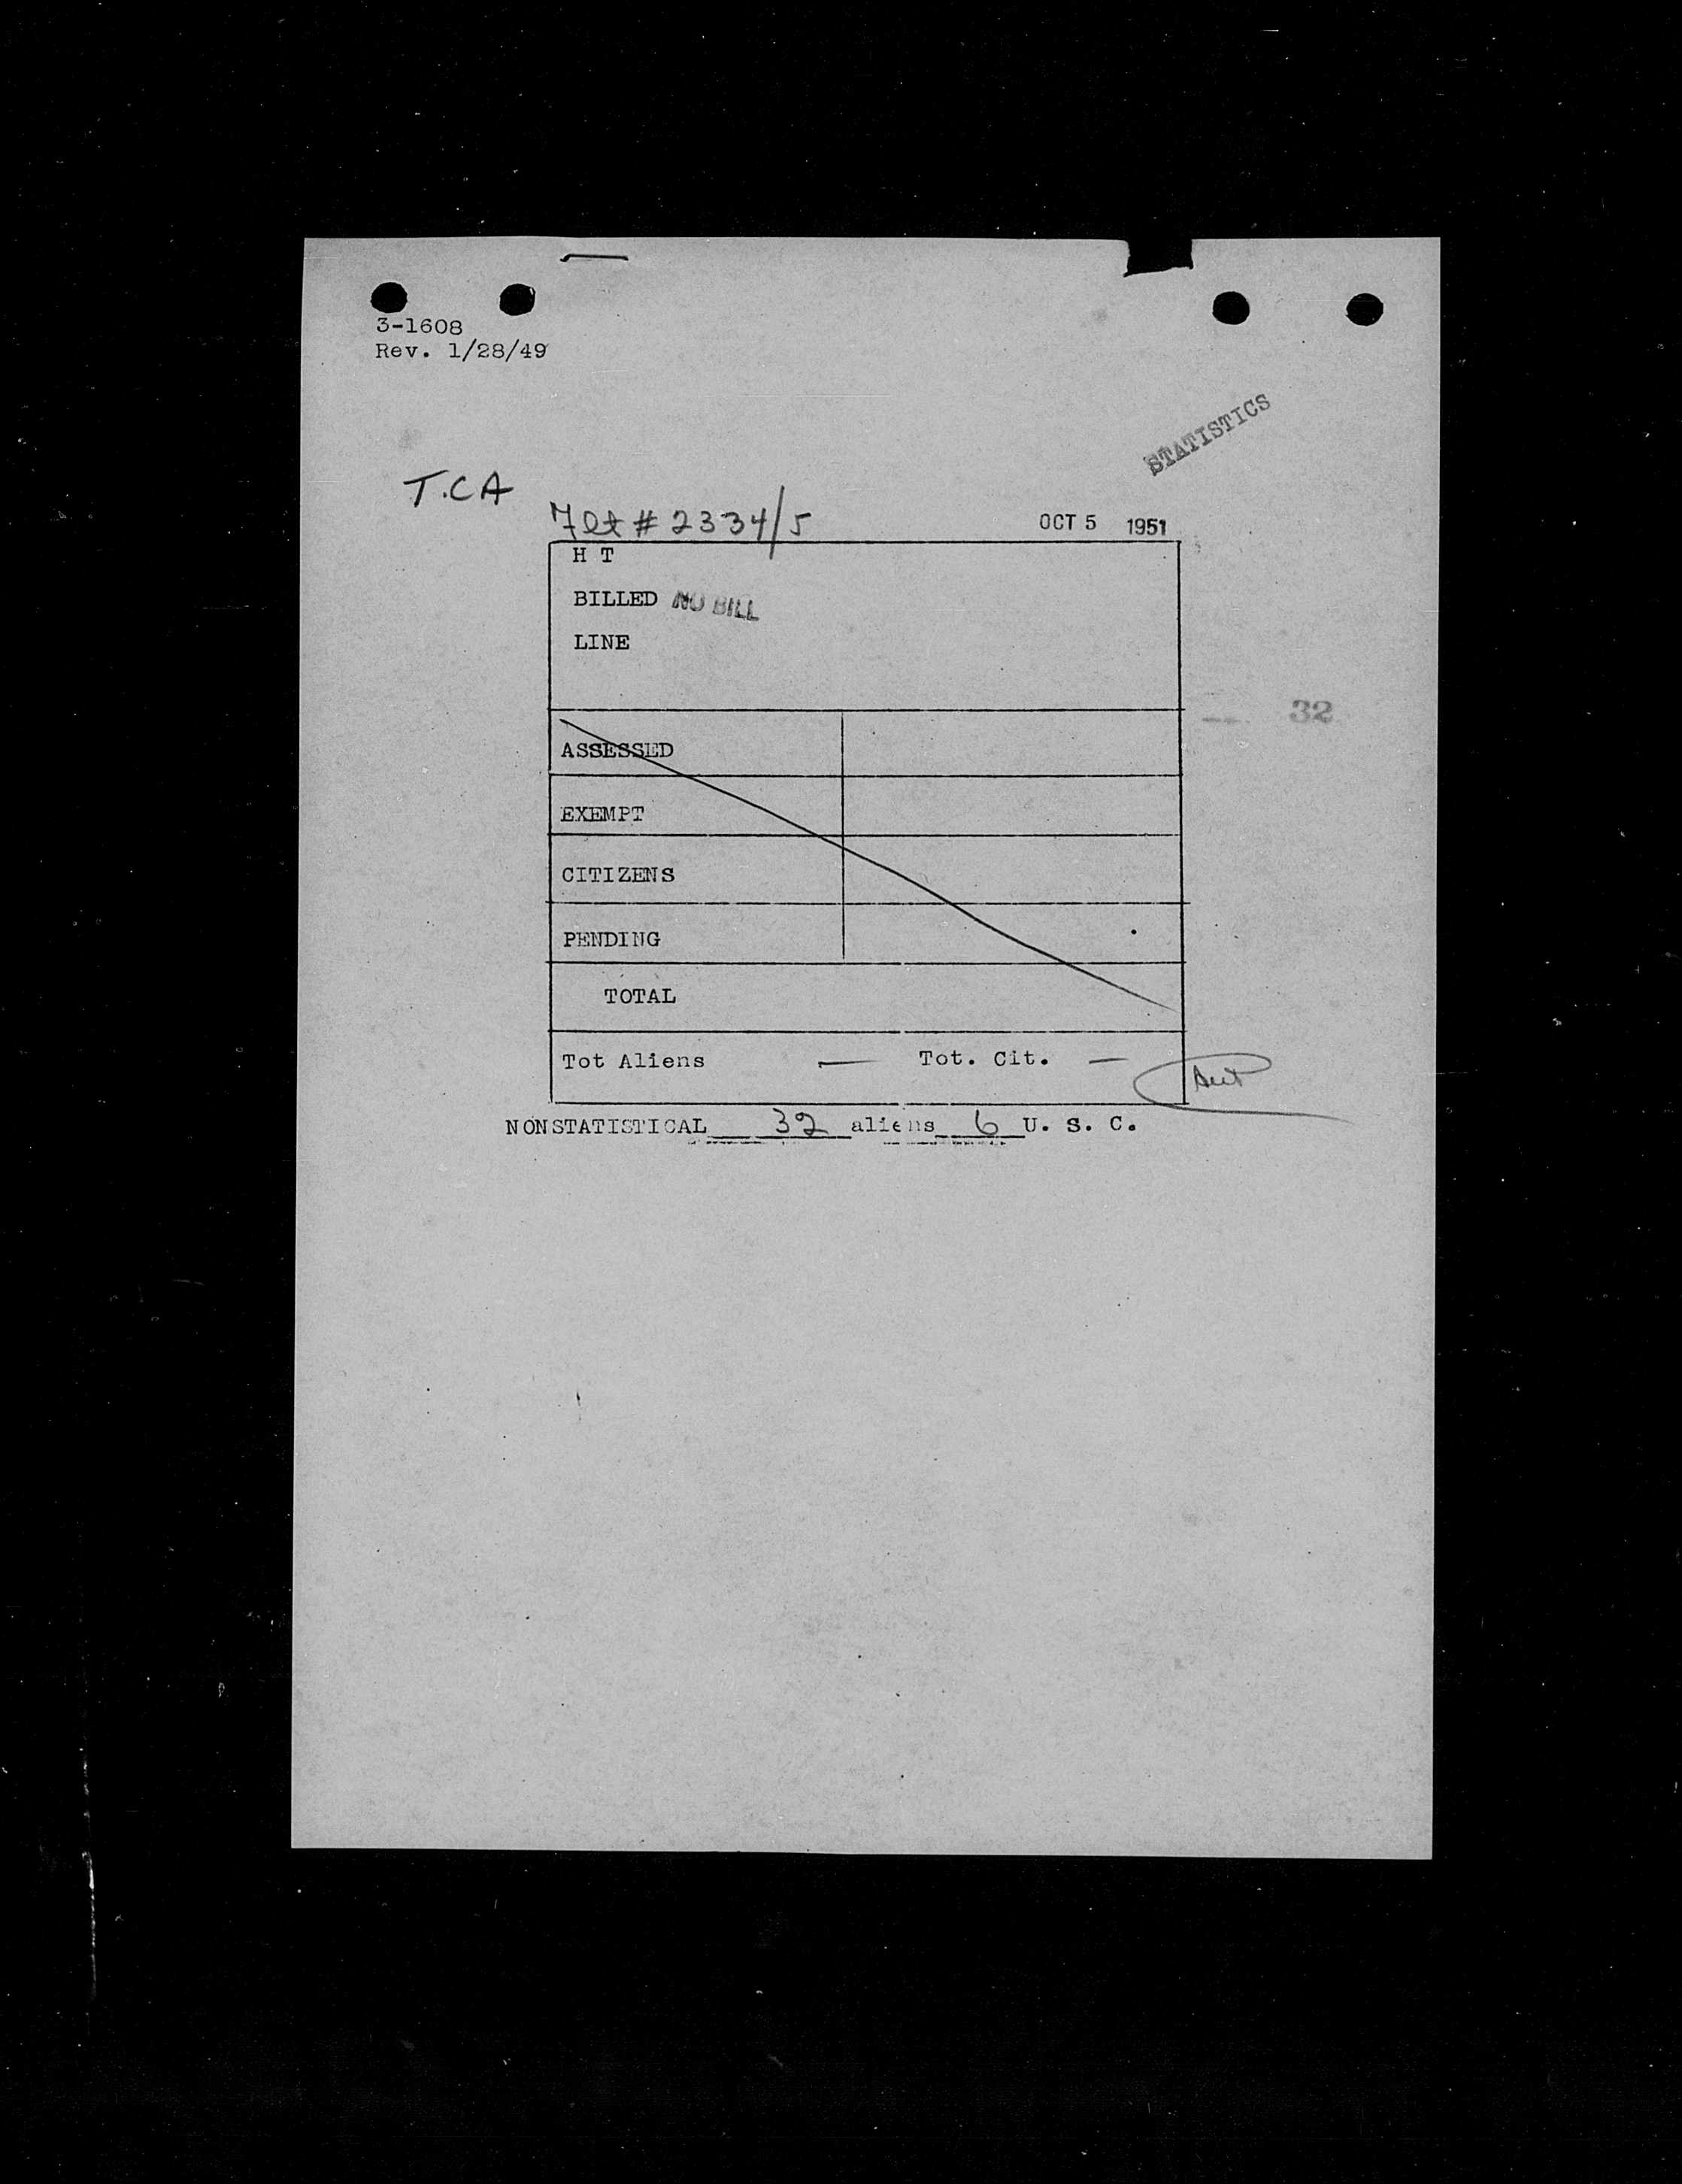 3-1608
Rev. 1/28/49
STATISTICS
T.C.A
Flt # 2334/5 OCT 5 1951
H T
BILLED NO BILL
LINE
32
ASSESSED
EXEMPT
CITIZENS
PENDING
TOTAL
Tot Aliens — Tot. Cit. —
NONSTATISTICAL 32 aliens 6 U. S. C.